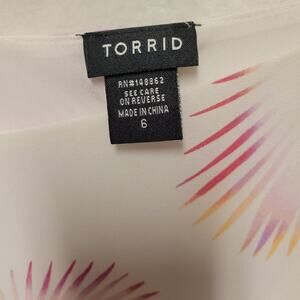 TORRID
RN#148862
SEE CARE
ON REVERSE
MADE IN CHINA
6